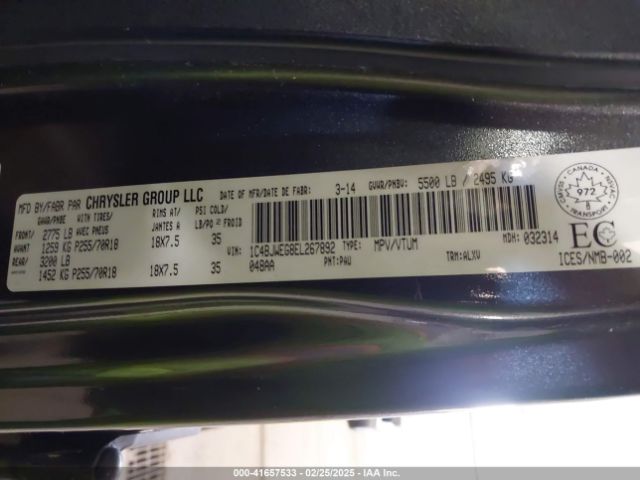 MFD BY/FABR PAR CHRYSLER GROUP LLC DATE OF MFR/DATE DE FABR: 3-14 GVWR/PNBV: 5500 LB / 2495 KG
GVWR/PNBE WITH TIRES/ RIMS AT/ PSI COLD/
AVEC PNEUS JANTES A LB/PO² FROID
FRONT/ 2775 LB
AVANT 1259 KG P255/70R18 18X7.5 35
REAR/ 3200 LB
1452 KG P255/70R18 18X7.5 35
VIN: 1C4BJWEG8EL267892 TYPE: MPV/VTUM MDH: 032314
048AA PNT:PAU TRM:ALXV
CANADA
972
TRANSPORT
EC
ICES/NMB-002
000-41657533 / 02/25/2025 - IAA Inc.